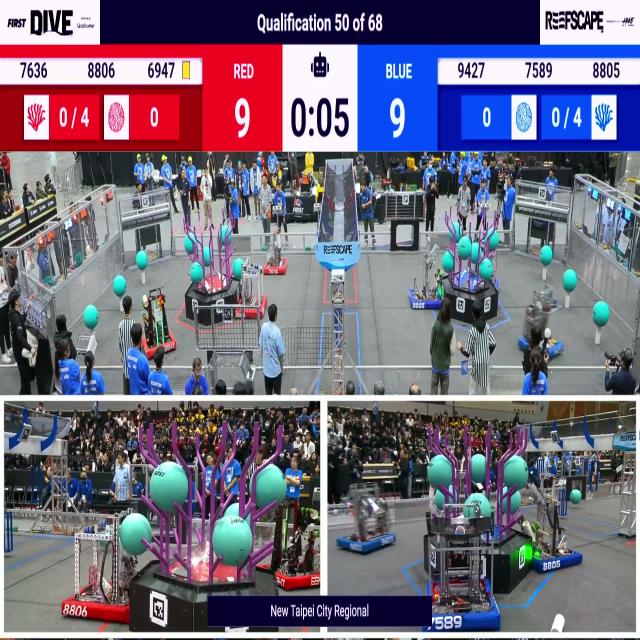 FIRST DIVE
Qualification 50 of 68
REEFSCAPE
7636 8806 6947
RED
BLUE
9427 7589 8805
0 / 4 0
9
0:05
9
0 0 / 4
REEFSCAPE
8806
8805
7589
New Taipei City Regional